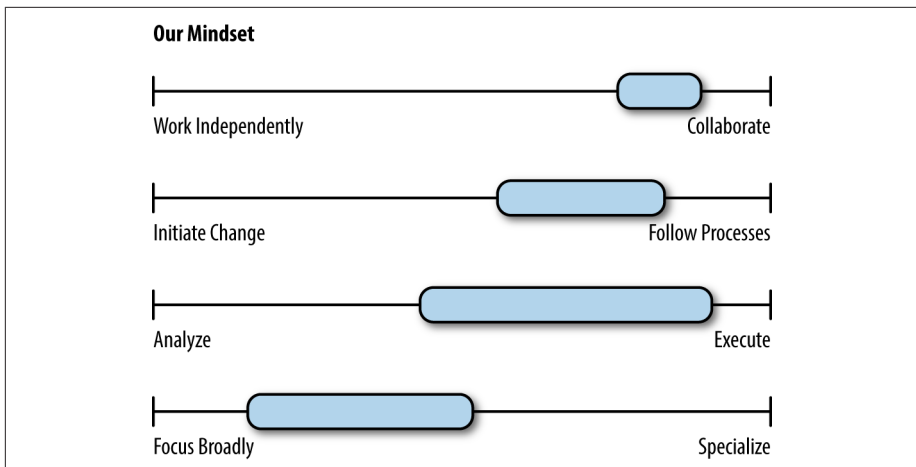 Our Mindset
Work Independently Collaborate
Initiate Change Follow Processes
Analyze Execute
Focus Broadly Specialize